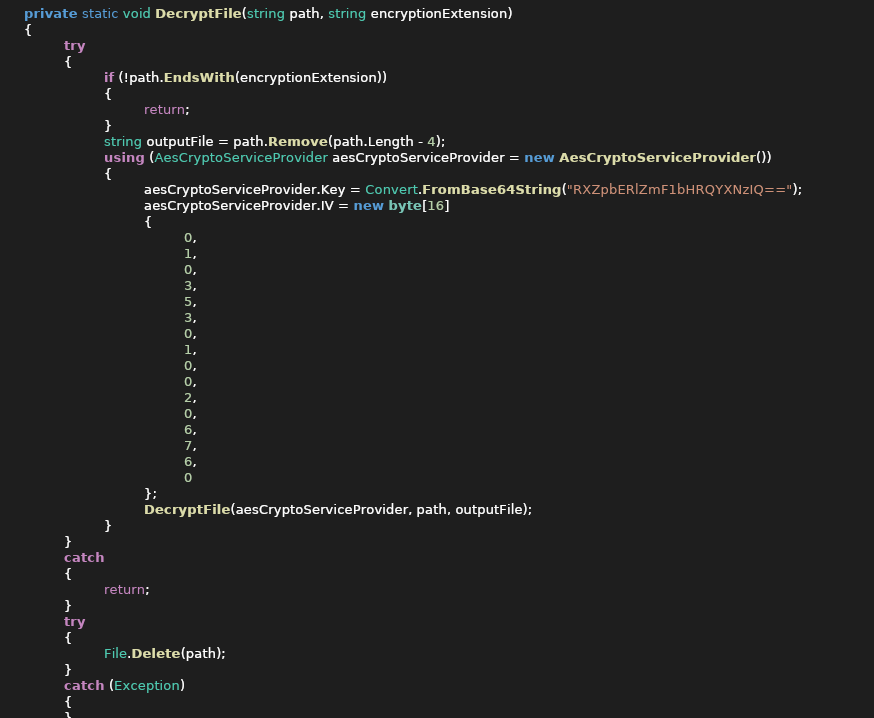 private static void DecryptFile(string path, string encryptionExtension)
{
try
{
if (!path.EndsWith(encryptionExtension))
{
return;
}
string outputFile = path.Remove(path.Length - 4);
using (AesCryptoServiceProvider aesCryptoServiceProvider = new AesCryptoServiceProvider())
{
aesCryptoServiceProvider.Key = Convert.FromBase64String("RXZpbERlZmF1bHRQYXNzIQ==");
aesCryptoServiceProvider.IV = new byte[16]
{
0,
1,
0,
3,
5,
3,
0,
1,
0,
0,
2,
0,
6,
7,
6,
0
};
DecryptFile(aesCryptoServiceProvider, path, outputFile);
}
}
catch
{
return;
}
try
{
File.Delete(path);
}
catch (Exception)
{
}